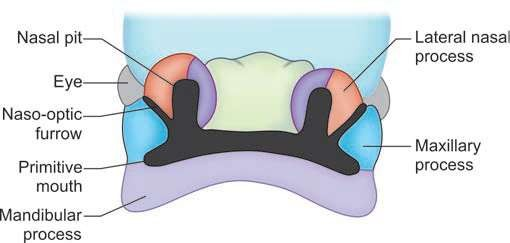 Nasal pit
Eye
Naso-optic
furrow
Primitive
mouth
Mandibular
process
Lateral nasal
process
Maxillary
process